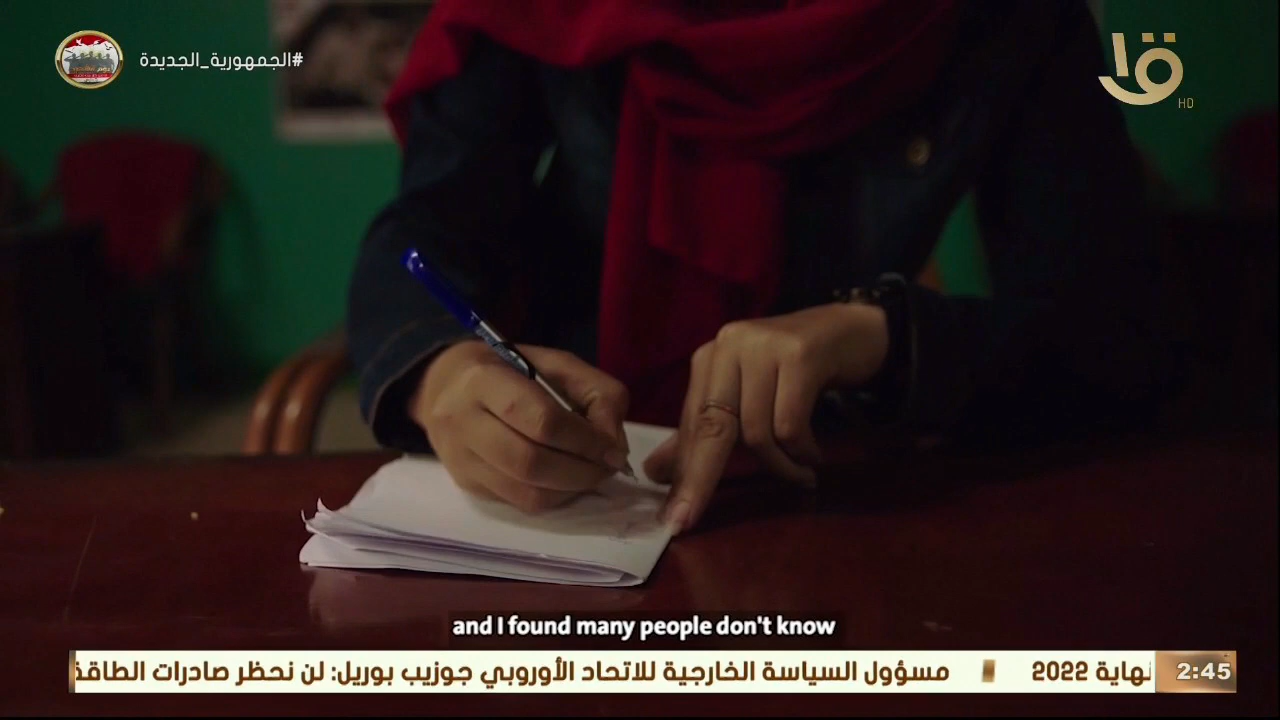 #الجمهورية_الجديدة
HD
and I found many people don't know
2:45
نهاية 2022
مسؤول السياسة الخارجية للاتحاد الأوروبي جوزيب بوريل: لن نحظر صادرات الطاقة